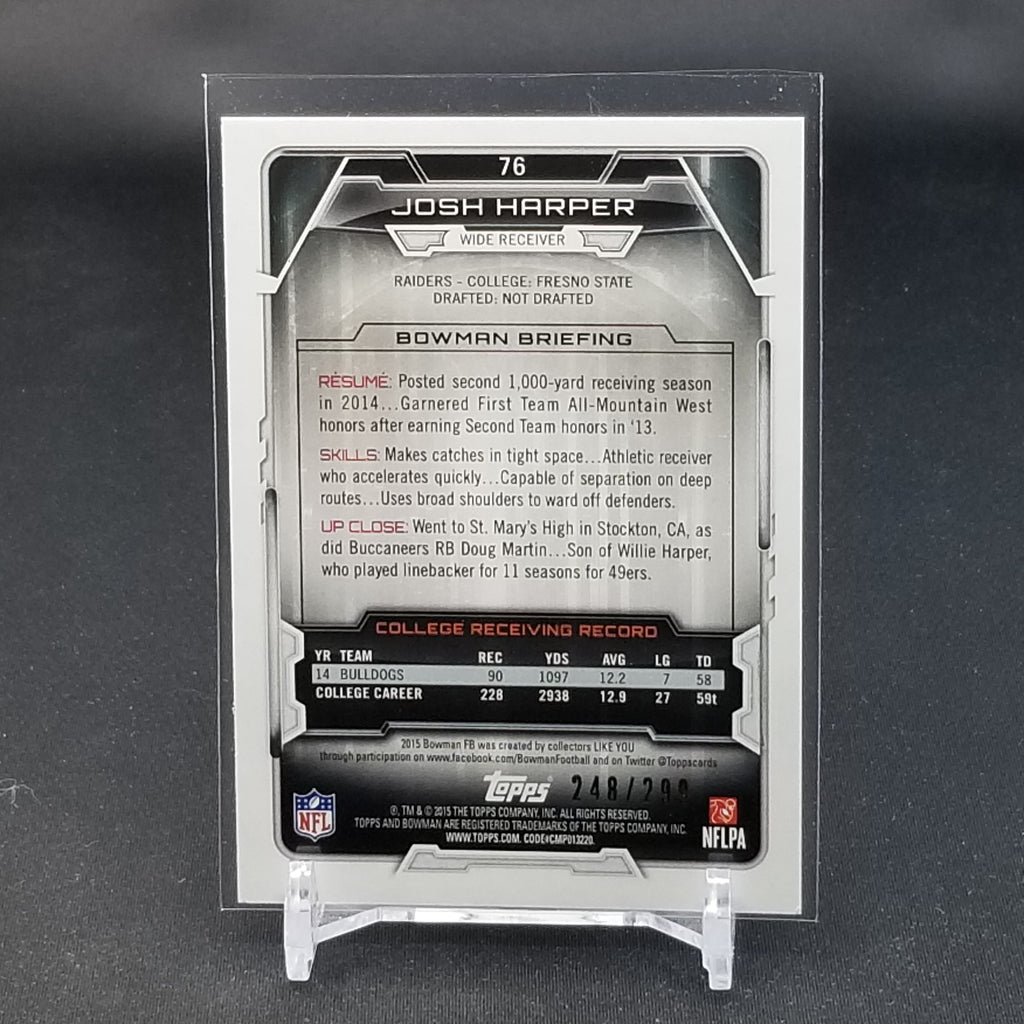 76
JOSH HARPER
WIDE RECEIVER
RAIDERS - COLLEGE: FRESNO STATE
DRAFTED: NOT DRAFTED
BOWMAN BRIEFING
RÉSUMÉ: Posted second 1,000-yard receiving season
in 2014...Garnered First Team All-Mountain West
honors after earning Second Team honors in '13.
SKILLS: Makes catches in tight space...Athletic receiver
who accelerates quickly...Capable of separation on deep
routes...Uses broad shoulders to ward off defenders.
UP CLOSE: Went to St. Mary's High in Stockton, CA, as
did Buccaneers RB Doug Martin...Son of Willie Harper,
who played linebacker for 11 seasons for 49ers.
COLLEGE RECEIVING RECORD
YR TEAM REC YDS AVG LG TD
14 BULLDOGS 90 1097 12.2 7 58
COLLEGE CAREER 228 2938 12.9 27 59t
2015 Bowman FB was created by collectors LIKE YOU
through participation on www.facebook.com/BowmanFootball and on Twitter @Toppscards
Topps 248/299
NFL
®, TM & © 2015 THE TOPPS COMPANY, INC. ALL RIGHTS RESERVED.
TOPPS AND BOWMAN ARE REGISTERED TRADEMARKS OF THE TOPPS COMPANY, INC.
WWW.TOPPS.COM. CODE#CMP013220.
NFLPA